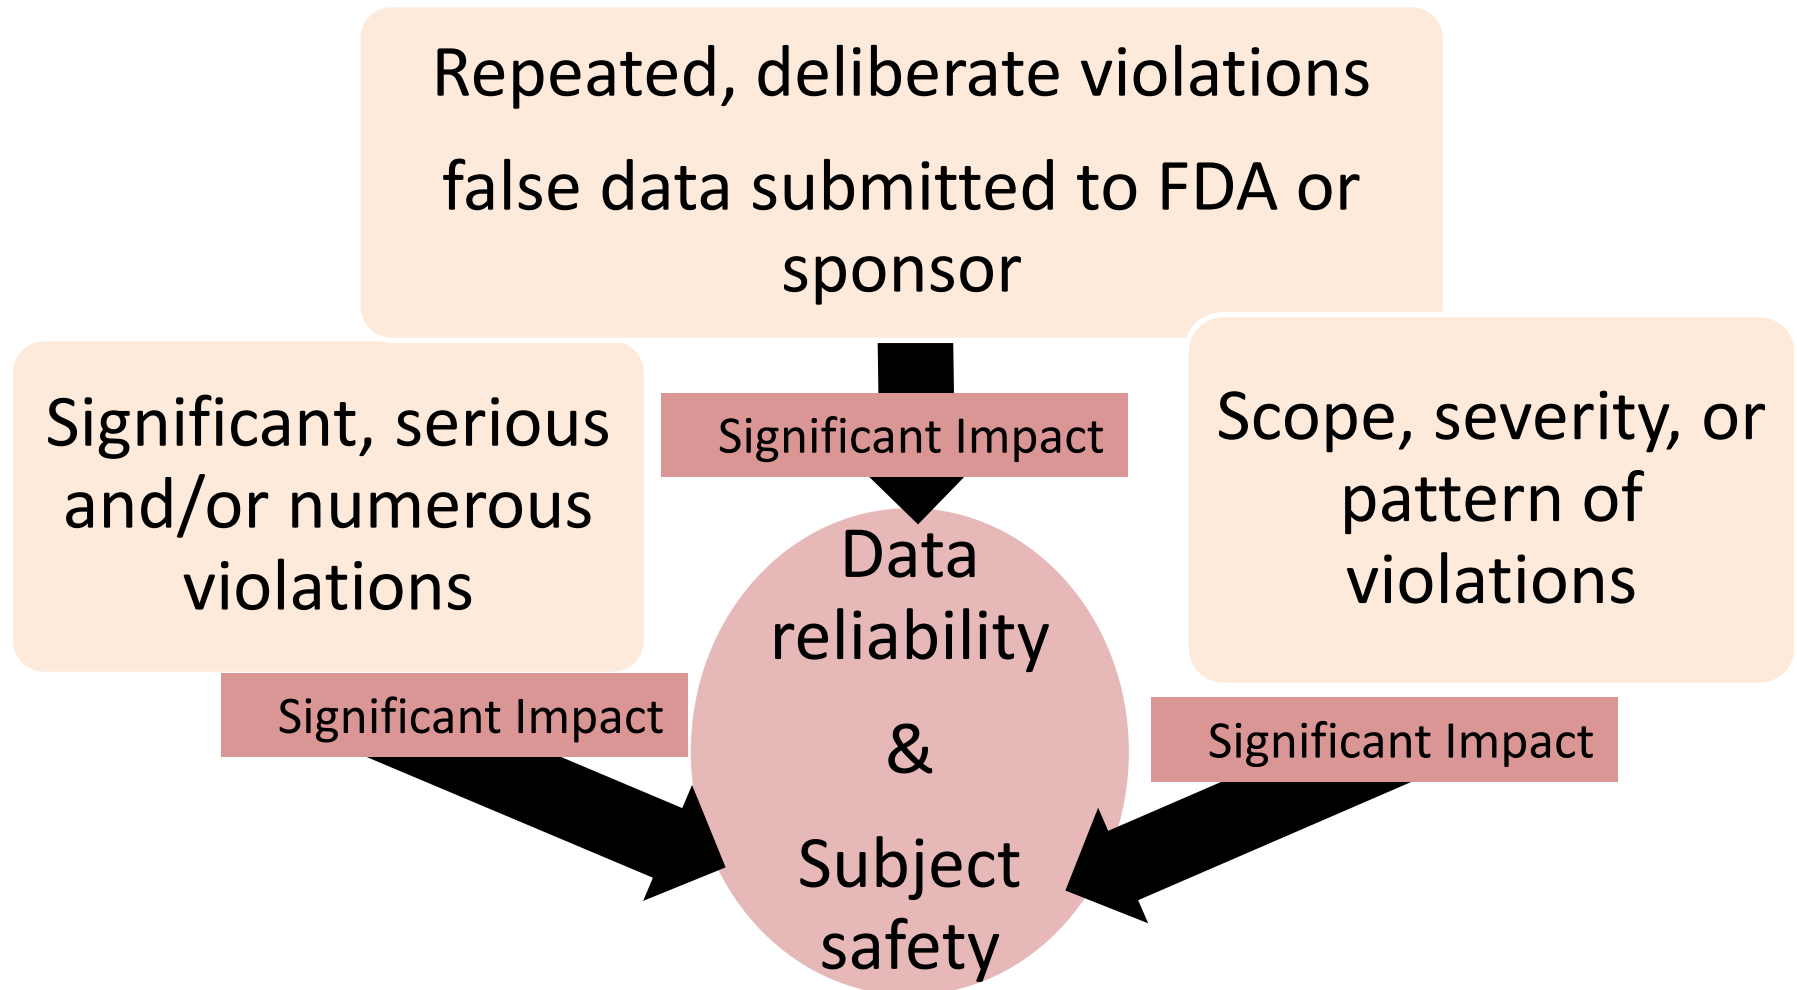 Repeated, deliberate violations
false data submitted to FDA or
sponsor
Significant, serious
and/or numerous
violations
Significant Impact
Significant Impact
Scope, severity, or
pattern of
violations
Significant Impact
Data
reliability
&
Subject
safety